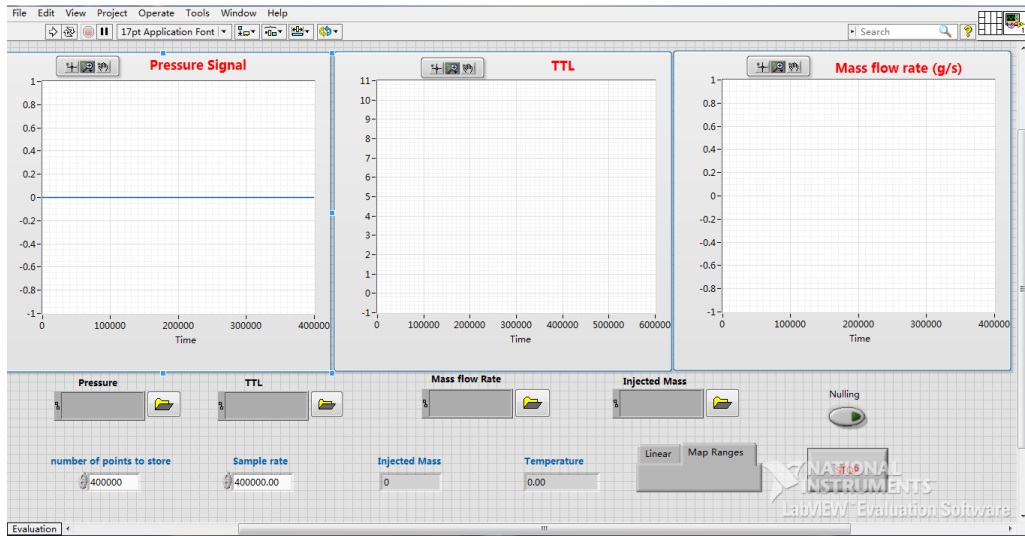 File Edit View Project Operate Tools Window Help
17pt Application Font
Search
?
Pressure Signal
1
0.8
0.6
0.4
0.2
0
-0.2
-0.4
-0.6
-0.8
-1
0 100000 200000 300000 400000
Time
TTL
11
10
9
8
7
6
5
4
3
2
1
0
-1
0 100000 200000 300000 400000 500000 600000
Time
Mass flow rate (g/s)
1
0.8
0.6
0.4
0.2
0
-0.2
-0.4
-0.6
-0.8
-1
0 100000 200000 300000 400000
Time
Pressure
TTL
Mass flow Rate
Injected Mass
Nulling
number of points to store
400000
Sample rate
400000.00
Injected Mass
0
Temperature
0.00
Linear Map Ranges
STOP
NATIONAL
INSTRUMENTS
LabVIEW™ Evaluation Software
Evaluation